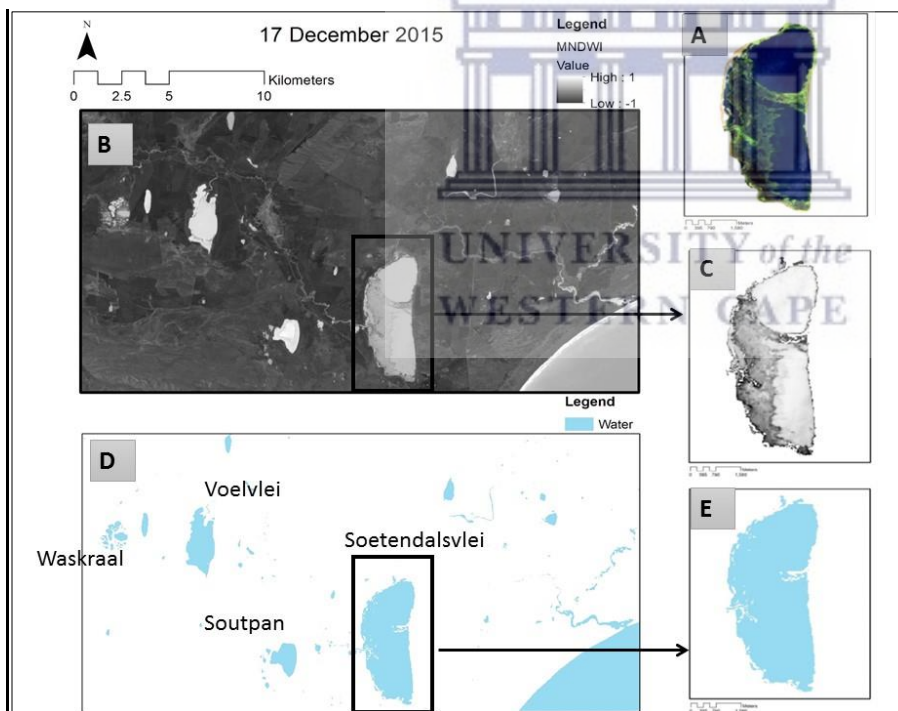 N
17 December 2015
Kilometers
0 2.5 5 10
Legend
MNDWI
Value
High : 1
Low : -1
A
B
UNIVERSITY of the
WESTERN CAPE
C
Legend
Water
D
Voelvlei
Waskraal
Soetendalsvlei
Soutpan
E